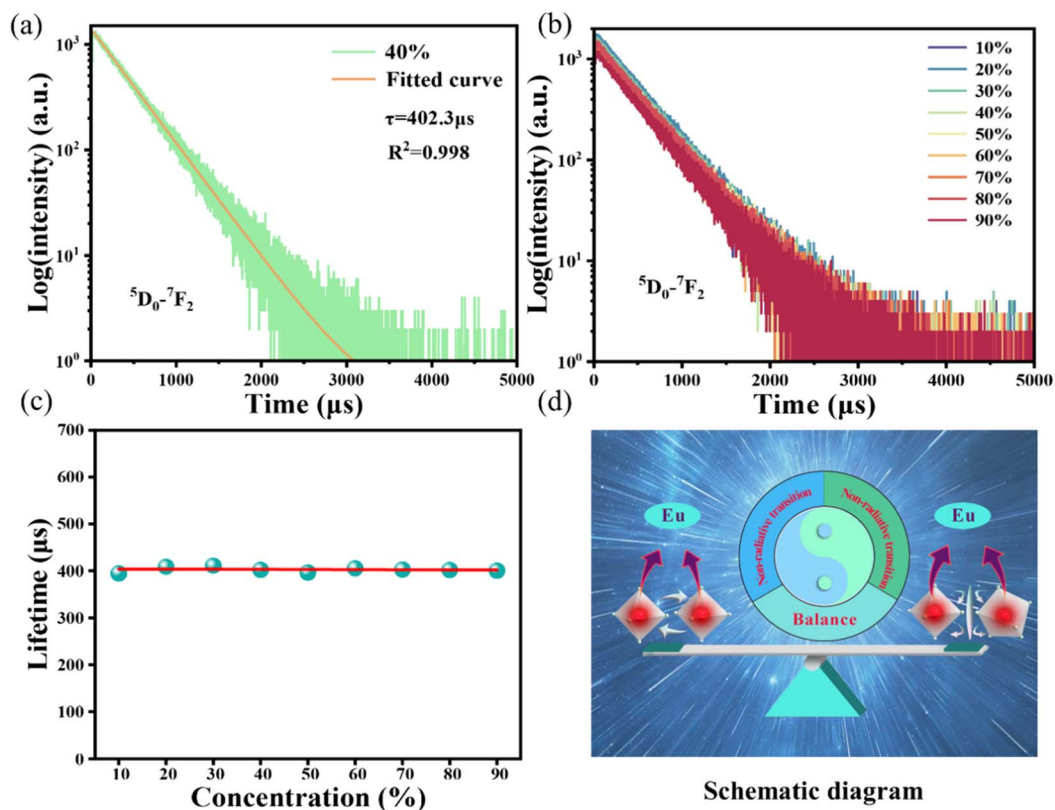 (a)
Log(intensity) (a.u.)
10³
10²
10¹
10⁰
40%
Fitted curve
τ=402.3μs
R²=0.998
⁵D₀-⁷F₂
0 1000 2000 3000 4000 5000
Time (μs)
(b)
Log(intensity) (a.u.)
10³
10²
10¹
10⁰
10%
20%
30%
40%
50%
60%
70%
80%
90%
⁵D₀-⁷F₂
0 1000 2000 3000 4000 5000
Time (μs)
(c)
Lifetime (μs)
700
600
500
400
300
200
100
0
10 20 30 40 50 60 70 80 90
Concentration (%)
(d)
Eu
Non-radiative transition
Non-radiative transition
Eu
Balance
Schematic diagram